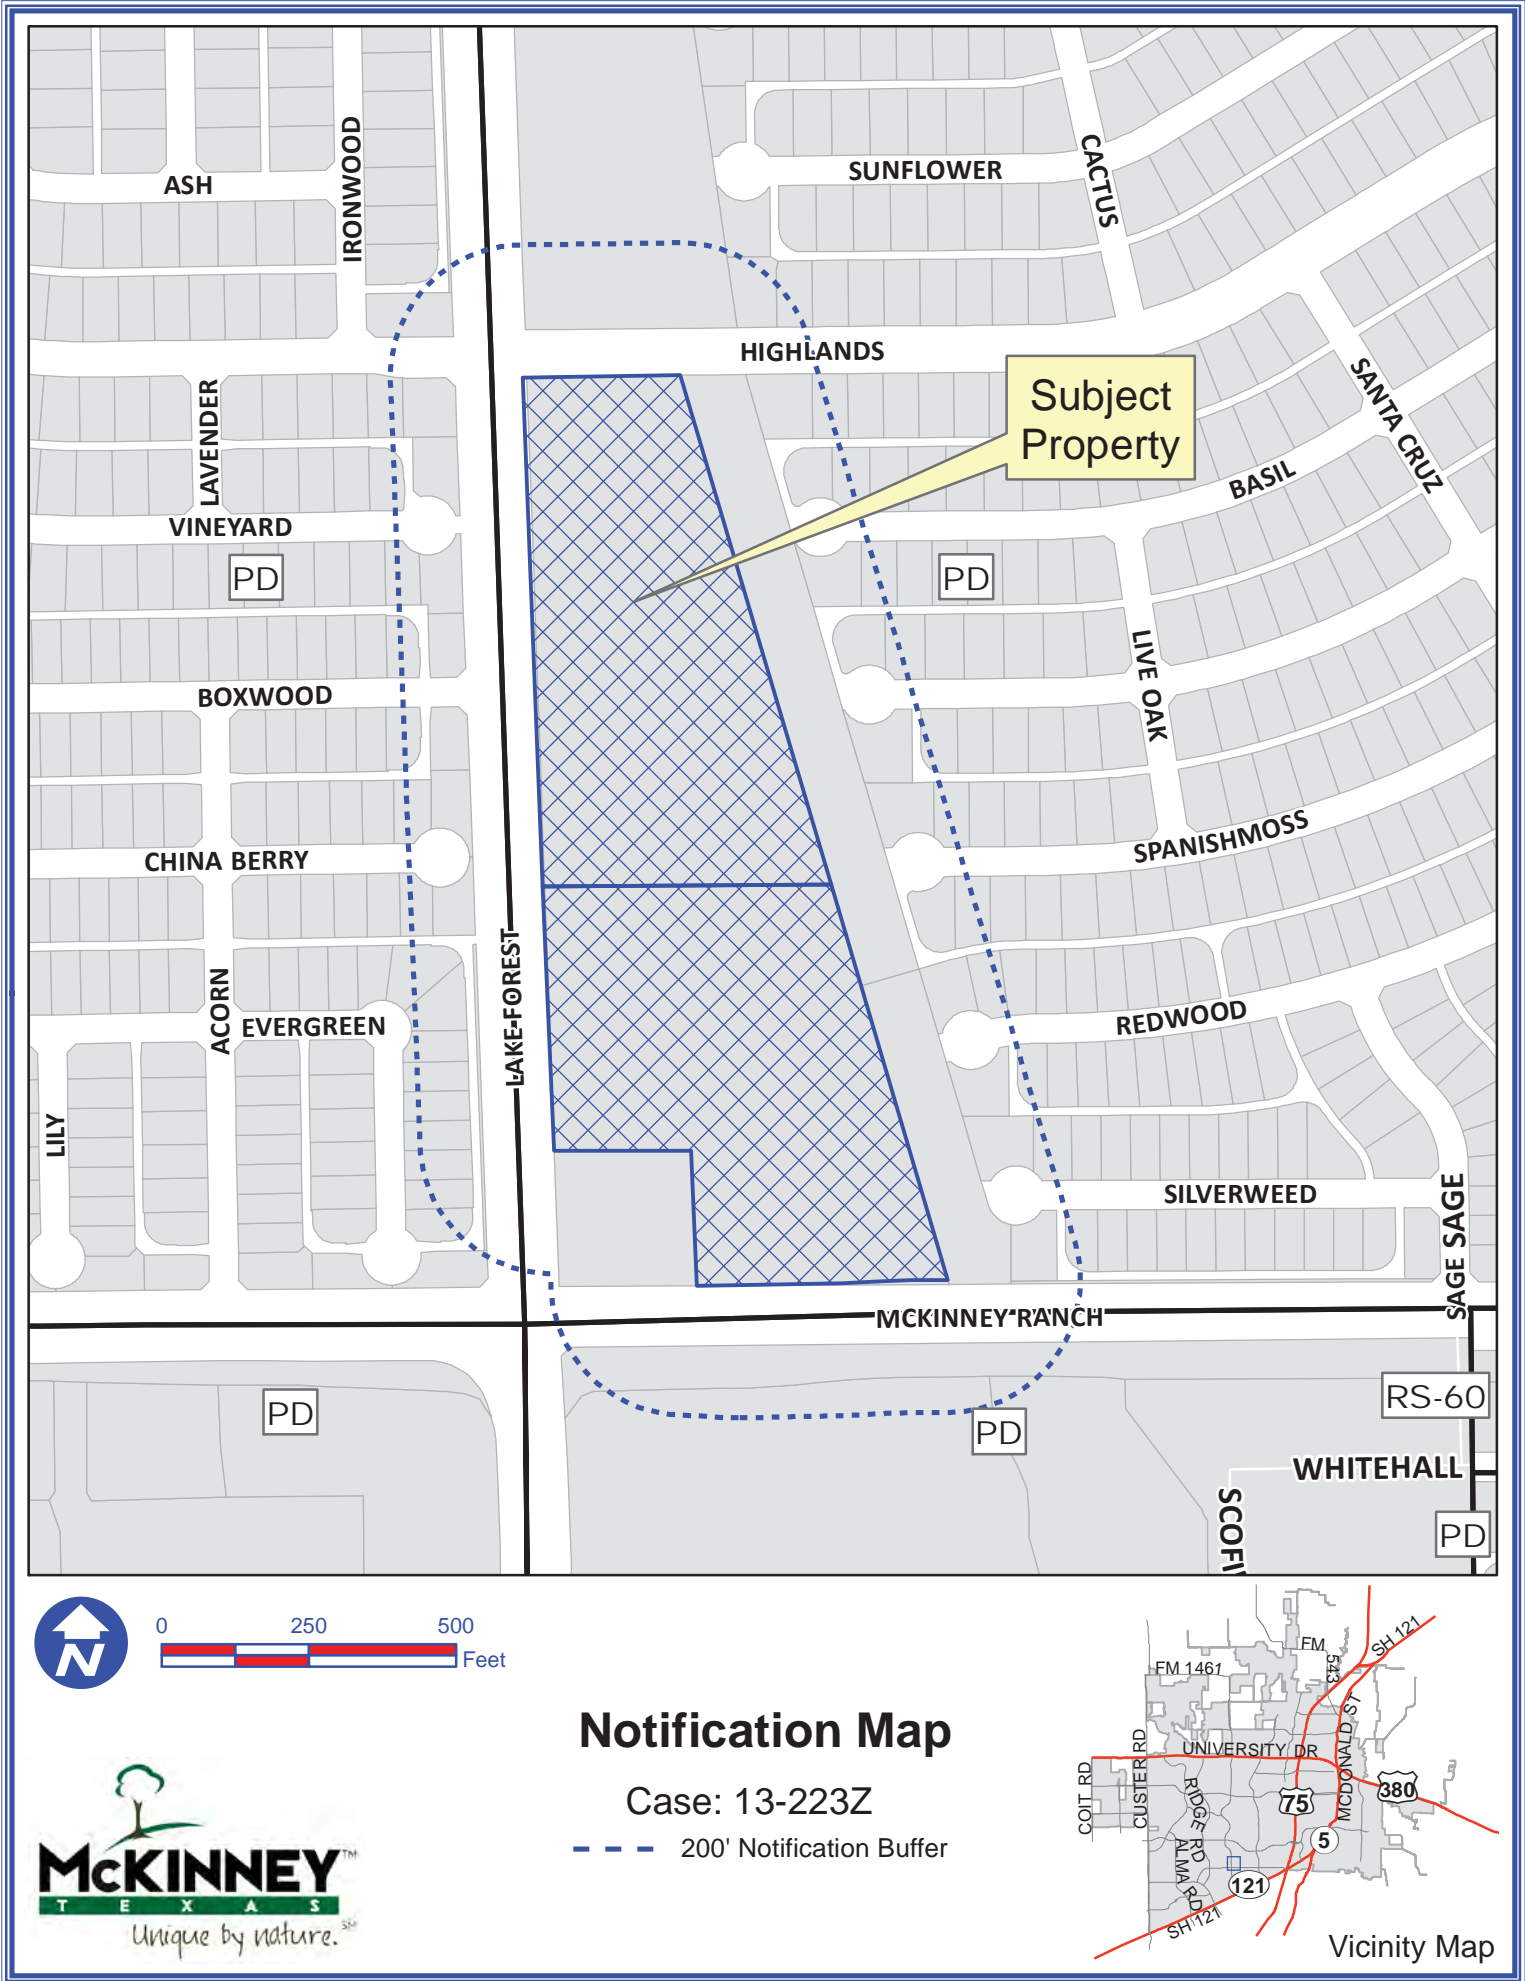 IRONWOOD
ASH
SUNFLOWER
CACTUS
HIGHLANDS
Subject
Property
SANTA CRUZ
LAVENDER
BASIL
VINEYARD
PD
PD
LIVE OAK
BOXWOOD
SPANISHMOSS
CHINA BERRY
LAKE FOREST
ACORN
EVERGREEN
REDWOOD
LILY
SILVERWEED
SAGE SAGE
MCKINNEY RANCH
RS-60
PD
PD
WHITEHALL
SCOFI
PD
N
0 250 500
Feet
Notification Map
Case: 13-223Z
200' Notification Buffer
McKINNEY™
TEXAS
Unique by nature.℠
FM 543
SH 121
FM 1461
MCDONALD ST
UNIVERSITY DR
COIT RD
CUSTER RD
RIDGE RD
75
380
5
ALMA RD
121
SH 121
Vicinity Map